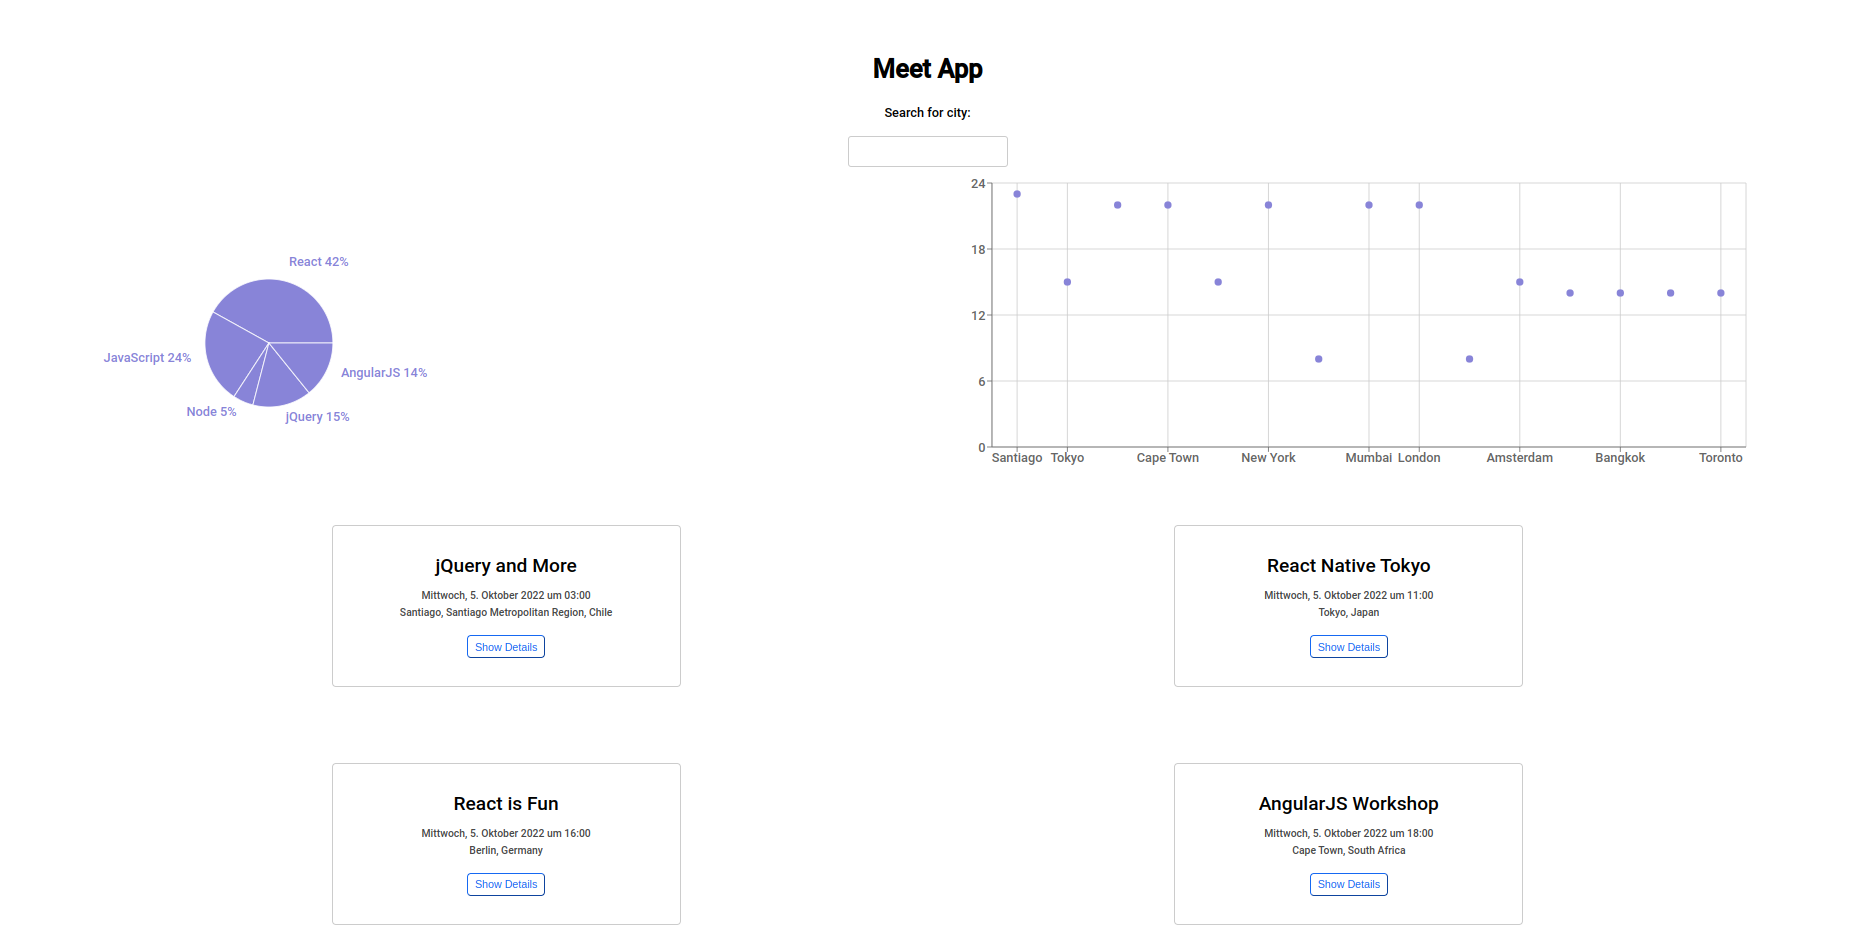 Meet App
Search for city:
React 42%
JavaScript 24%
AngularJS 14%
Node 5%
jQuery 15%
24
18
12
6
0
Santiago Tokyo Cape Town New York Mumbai London Amsterdam Bangkok Toronto
jQuery and More
Mittwoch, 5. Oktober 2022 um 03:00
Santiago, Santiago Metropolitan Region, Chile
Show Details
React Native Tokyo
Mittwoch, 5. Oktober 2022 um 11:00
Tokyo, Japan
Show Details
React is Fun
Mittwoch, 5. Oktober 2022 um 16:00
Berlin, Germany
Show Details
AngularJS Workshop
Mittwoch, 5. Oktober 2022 um 18:00
Cape Town, South Africa
Show Details